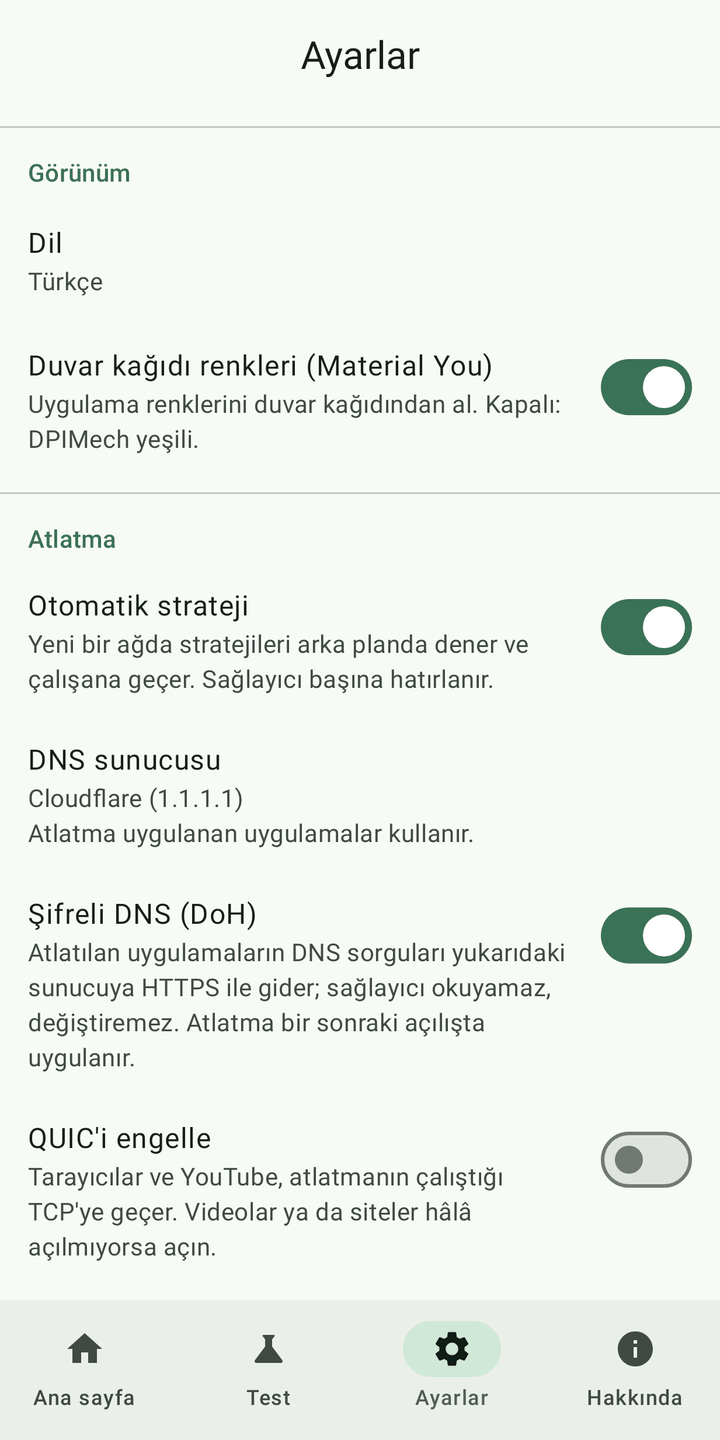 Ayarlar
Görünüm
Dil
Türkçe
Duvar kağıdı renkleri (Material You)
Uygulama renklerini duvar kağıdından al. Kapalı:
DPIMech yeşili.
Atlatma
Otomatik strateji
Yeni bir ağda stratejileri arka planda dener ve
çalışana geçer. Sağlayıcı başına hatırlanır.
DNS sunucusu
Cloudflare (1.1.1.1)
Atlatma uygulanan uygulamalar kullanır.
Şifreli DNS (DoH)
Atlatılan uygulamaların DNS sorguları yukarıdaki
sunucuya HTTPS ile gider; sağlayıcı okuyamaz,
değiştiremez. Atlatma bir sonraki açılışta
uygulanır.
QUIC'i engelle
Tarayıcılar ve YouTube, atlatmanın çalıştığı
TCP'ye geçer. Videolar ya da siteler hâlâ
açılmıyorsa açın.
Ana sayfa
Test
Ayarlar
Hakkında